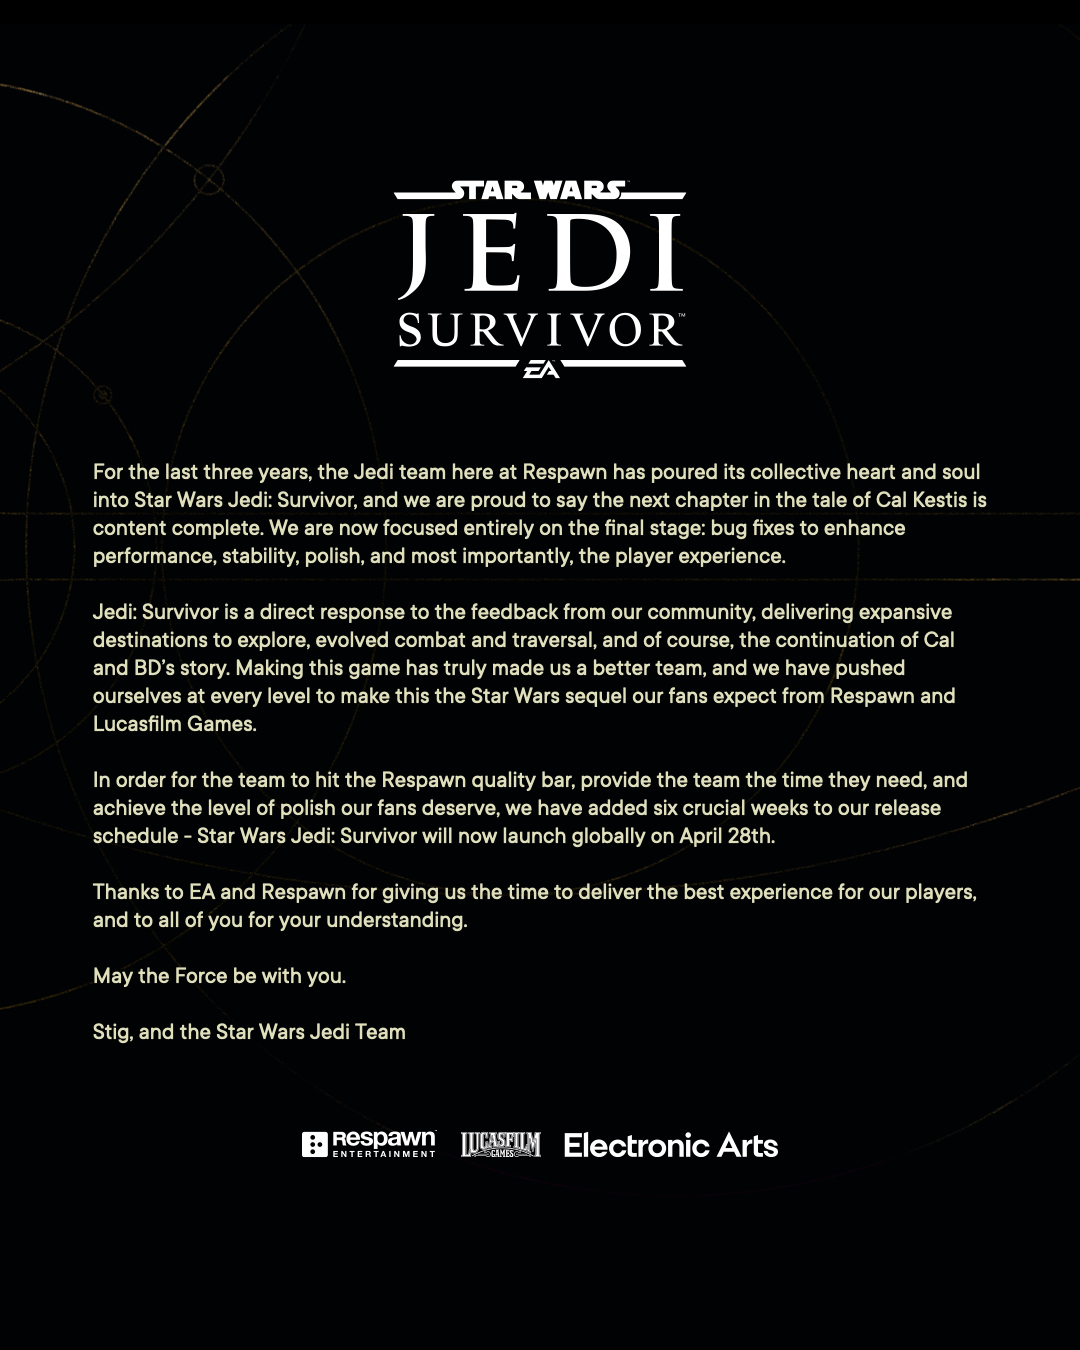 STAR WARS
JEDI
SURVIVOR™
EA
For the last three years, the Jedi team here at Respawn has poured its collective heart and soul
into Star Wars Jedi: Survivor, and we are proud to say the next chapter in the tale of Cal Kestis is
content complete. We are now focused entirely on the final stage: bug fixes to enhance
performance, stability, polish, and most importantly, the player experience.
Jedi: Survivor is a direct response to the feedback from our community, delivering expansive
destinations to explore, evolved combat and traversal, and of course, the continuation of Cal
and BD’s story. Making this game has truly made us a better team, and we have pushed
ourselves at every level to make this the Star Wars sequel our fans expect from Respawn and
Lucasfilm Games.
In order for the team to hit the Respawn quality bar, provide the team the time they need, and
achieve the level of polish our fans deserve, we have added six crucial weeks to our release
schedule - Star Wars Jedi: Survivor will now launch globally on April 28th.
Thanks to EA and Respawn for giving us the time to deliver the best experience for our players,
and to all of you for your understanding.
May the Force be with you.
Stig, and the Star Wars Jedi Team
Respawn
ENTERTAINMENT
LUCASFILM
GAMES
Electronic Arts